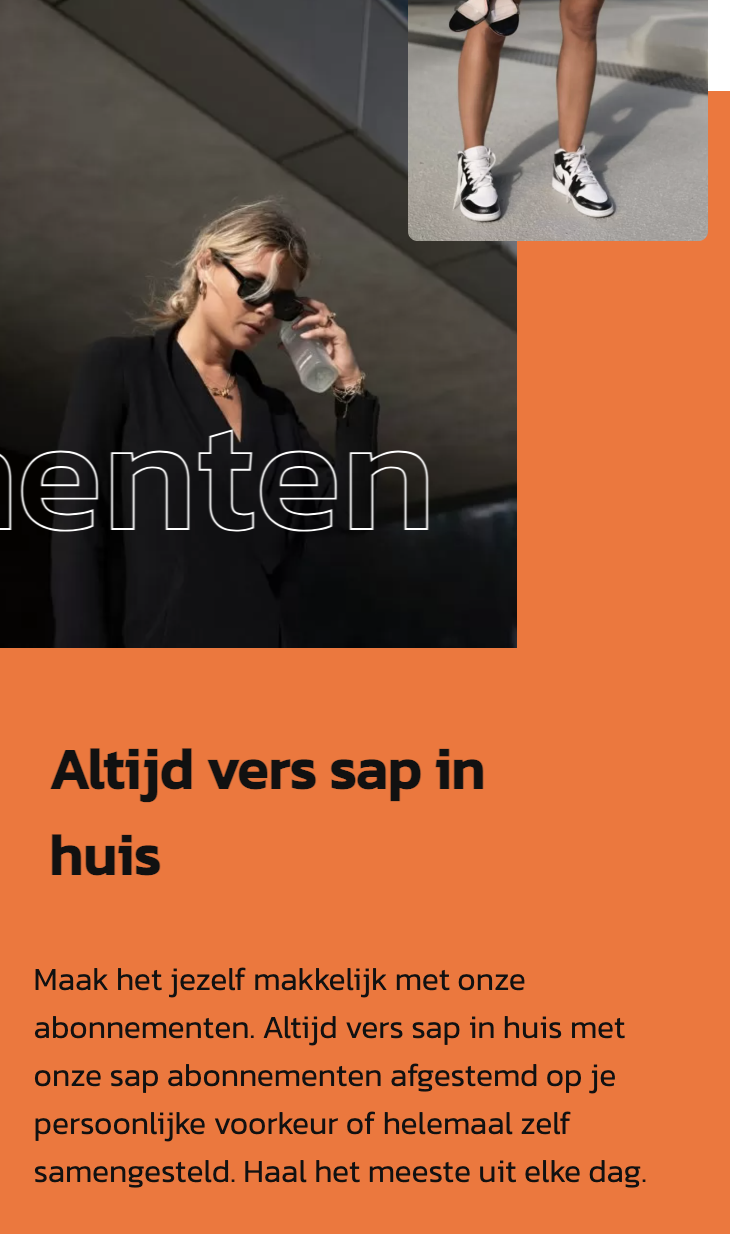 nenten
Altijd vers sap in
huis
Maak het jezelf makkelijk met onze
abonnementen. Altijd vers sap in huis met
onze sap abonnementen afgestemd op je
persoonlijke voorkeur of helemaal zelf
samengesteld. Haal het meeste uit elke dag.